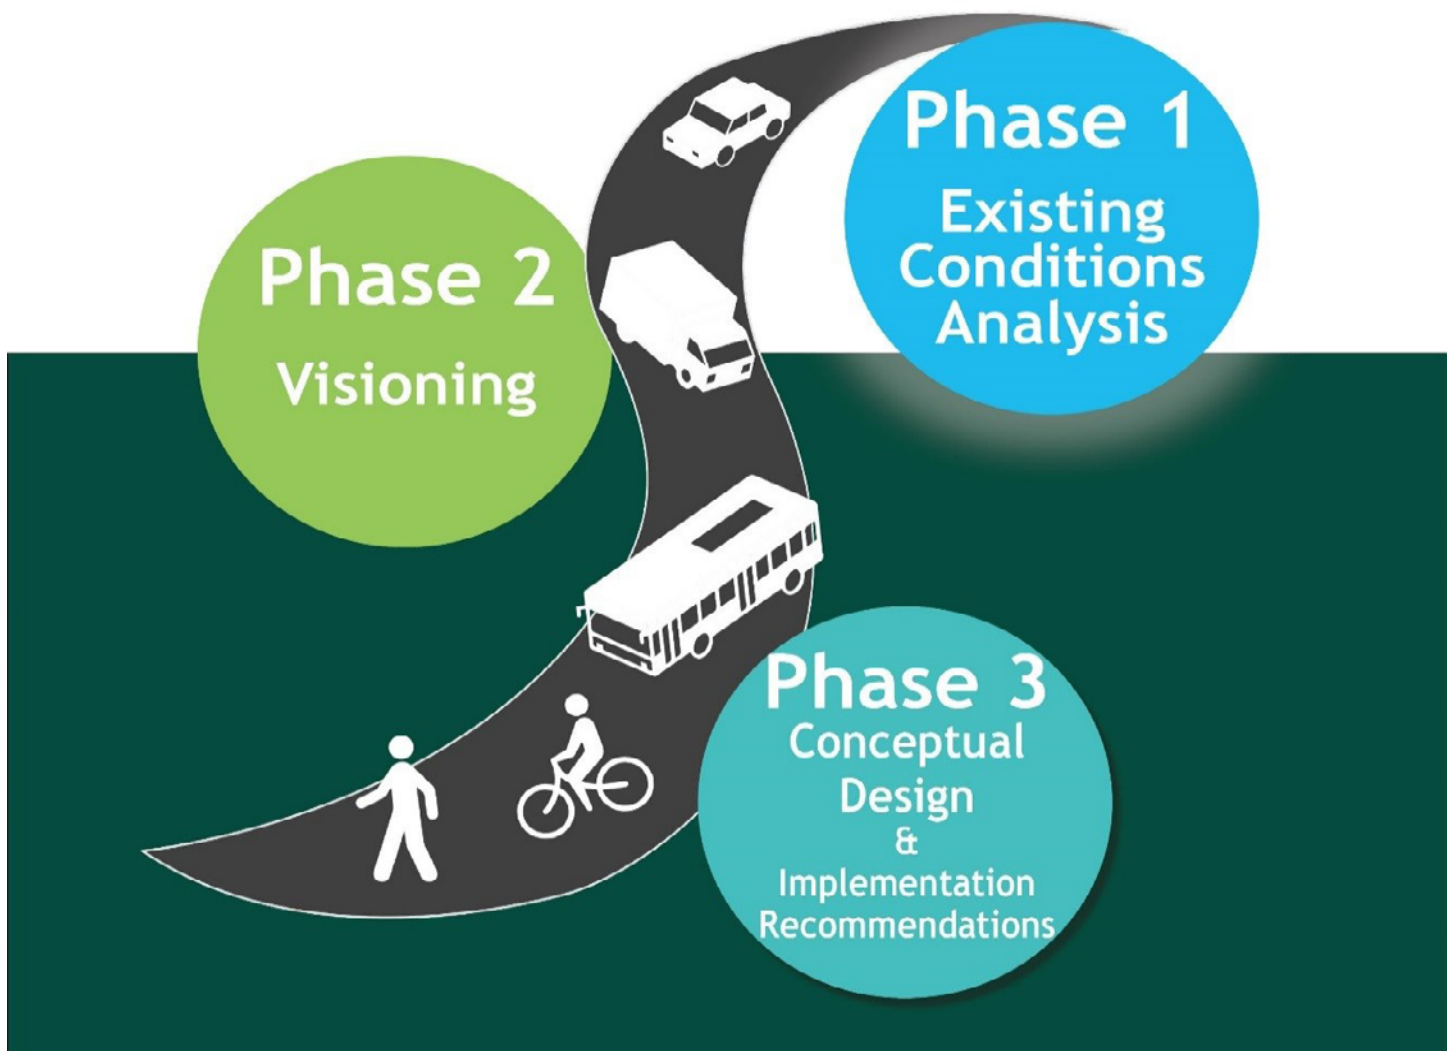 Phase 1
Existing
Conditions
Analysis
Phase 2
Visioning
Phase 3
Conceptual
Design
&
Implementation
Recommendations